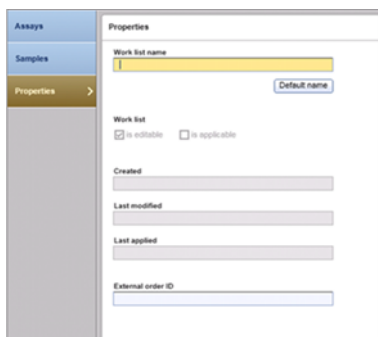 Assays
Properties
Samples
Work list name
Properties
Default name
Work list
is editable
is applicable
Created
Last modified
Last applied
External order ID